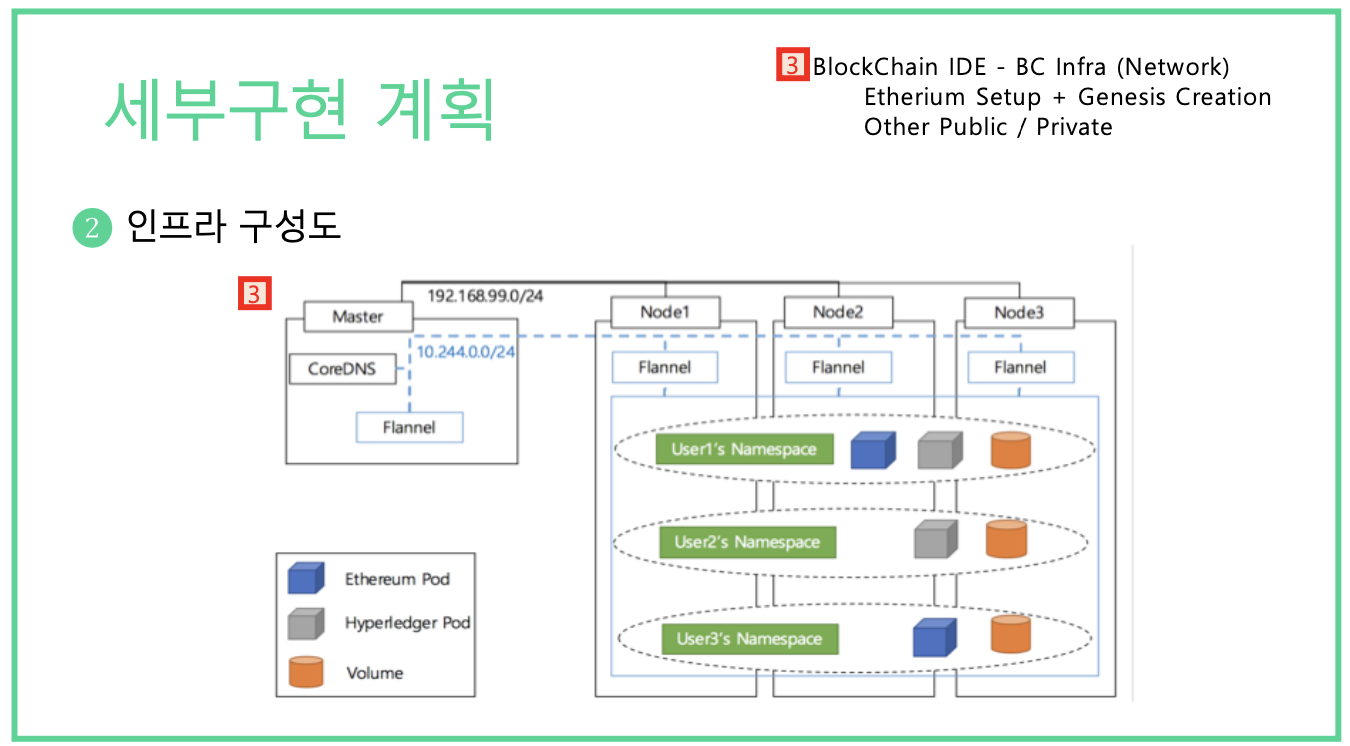 세부구현 계획
3 BlockChain IDE - BC Infra (Network)
Etherium Setup + Genesis Creation
Other Public / Private
2 인프라 구성도
3
192.168.99.0/24
Master
Node1
Node2
Node3
10.244.0.0/24
CoreDNS
Flannel
Flannel
Flannel
Flannel
User1's Namespace
User2's Namespace
User3's Namespace
Ethereum Pod
Hyperledger Pod
Volume